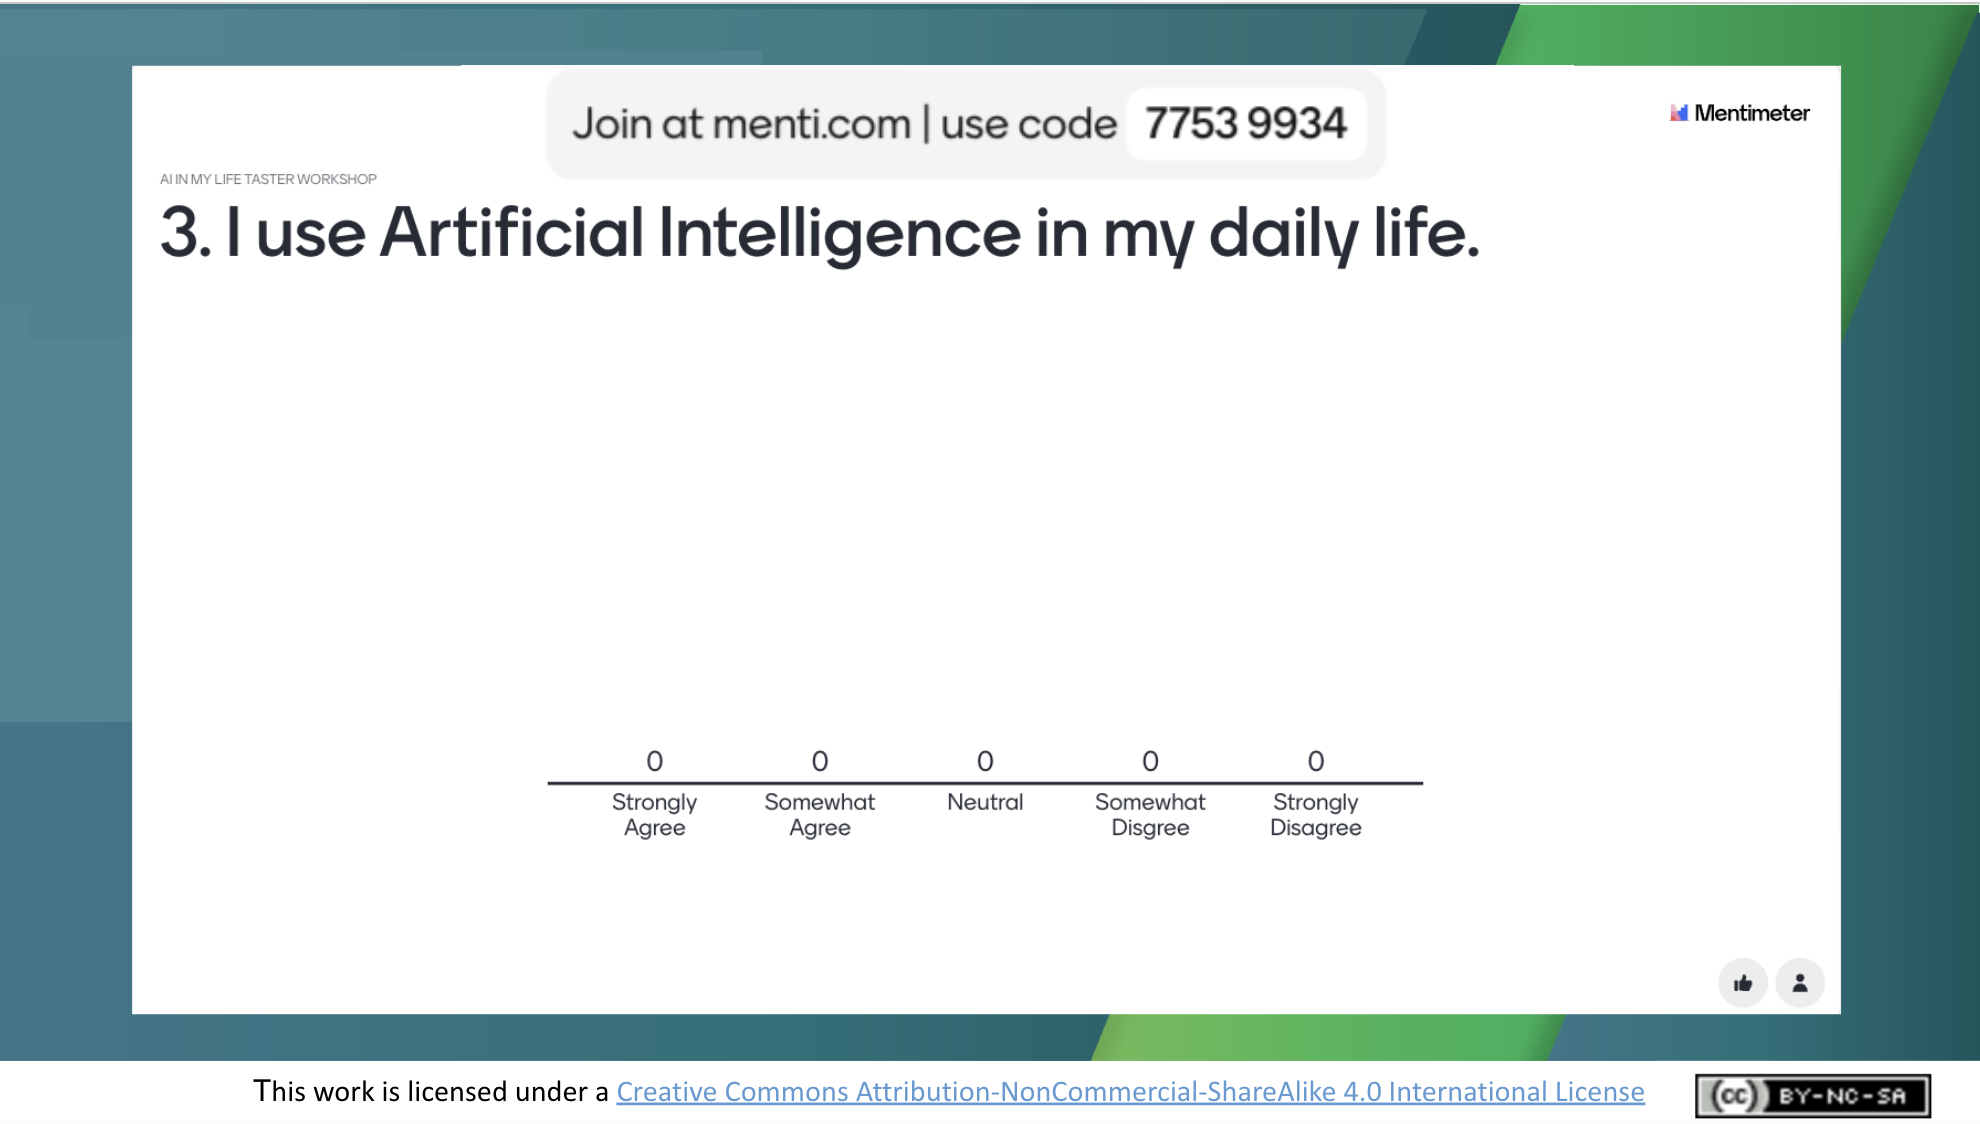 Join at menti.com | use code 7753 9934
Mentimeter
AI IN MY LIFE TASTER WORKSHOP
3. I use Artificial Intelligence in my daily life.
0 0 0 0 0
Strongly Somewhat Neutral Somewhat Strongly
Agree Agree Disgree Disagree
This work is licensed under a Creative Commons Attribution-NonCommercial-ShareAlike 4.0 International License
cc BY-NC-SA